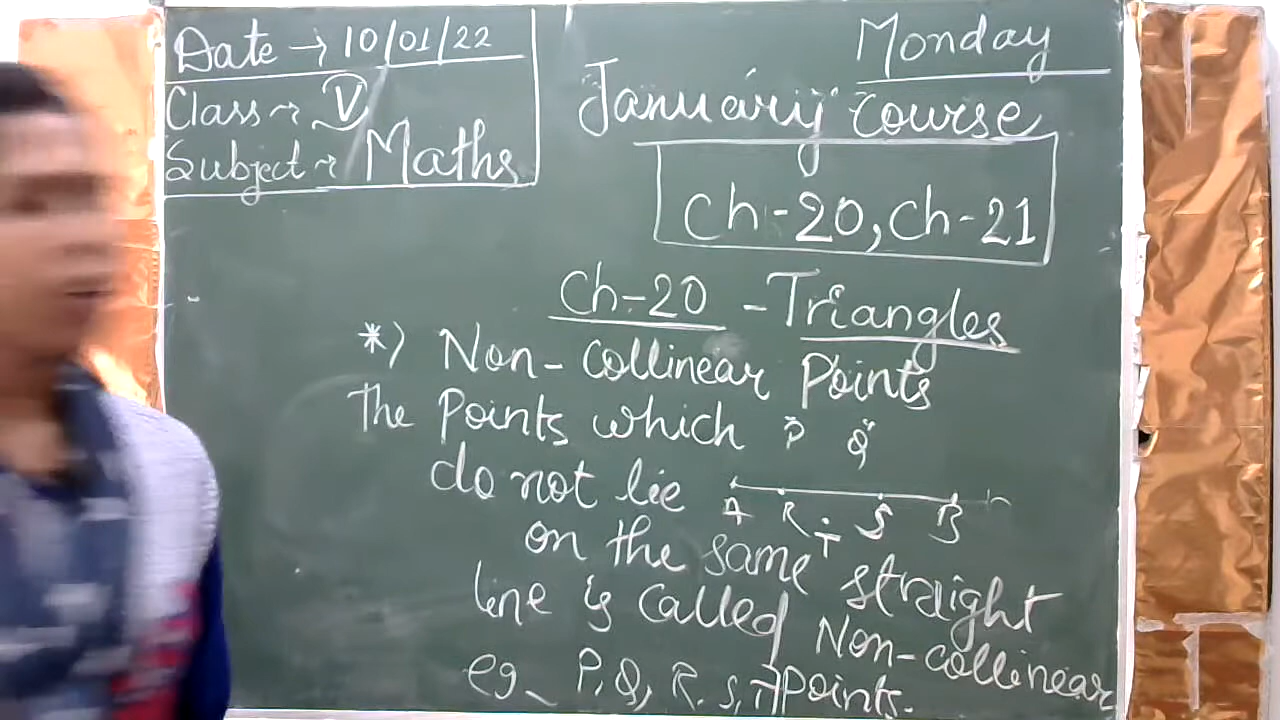 Date → 10/01/22
Class → V
Subject → Maths
Monday
January course
Ch-20, Ch-21
Ch-20 - Triangles
*) Non-Collinear Points
The Points which
P Q
do not lie
A R S B
T
on the same straight
line is called Non-collinear
eg_ P, Q, R, S, T Points.